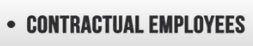 • CONTRACTUAL EMPLOYEES